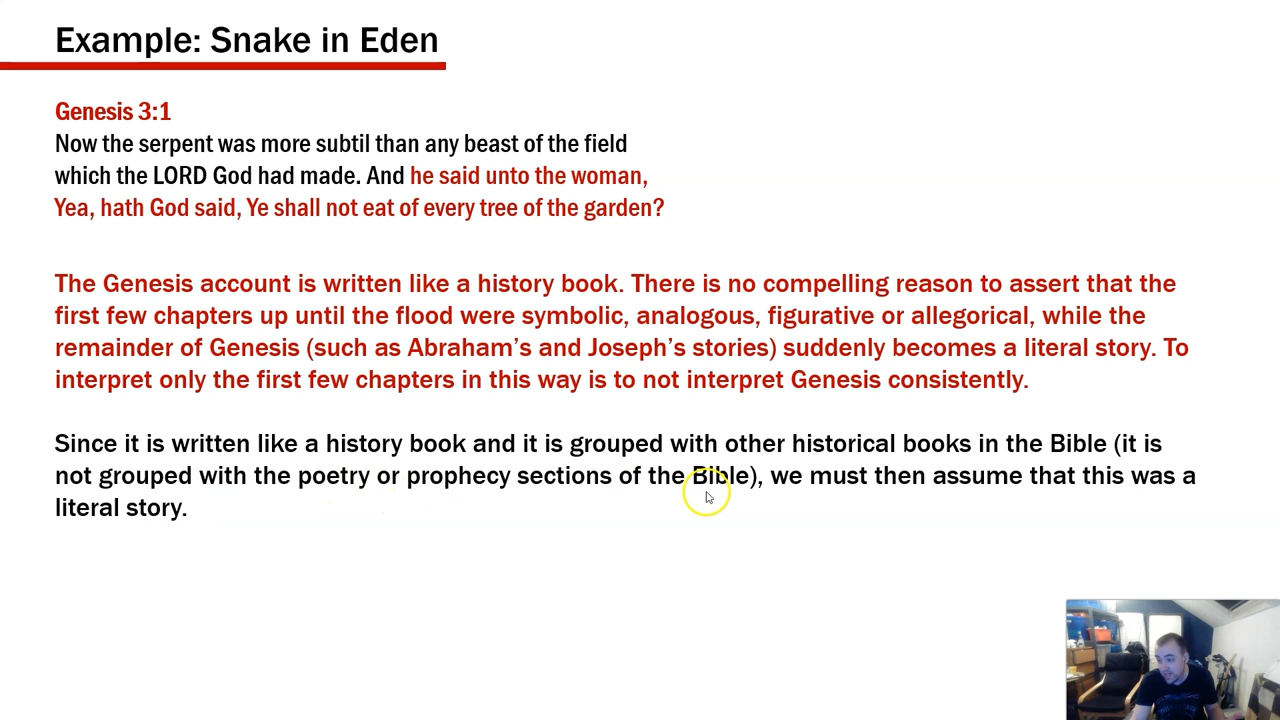 Example: Snake in Eden
Genesis 3:1
Now the serpent was more subtil than any beast of the field
which the LORD God had made. And he said unto the woman,
Yea, hath God said, Ye shall not eat of every tree of the garden?
The Genesis account is written like a history book. There is no compelling reason to assert that the
first few chapters up until the flood were symbolic, analogous, figurative or allegorical, while the
remainder of Genesis (such as Abraham's and Joseph's stories) suddenly becomes a literal story. To
interpret only the first few chapters in this way is to not interpret Genesis consistently.
Since it is written like a history book and it is grouped with other historical books in the Bible (it is
not grouped with the poetry or prophecy sections of the Bible), we must then assume that this was a
literal story.